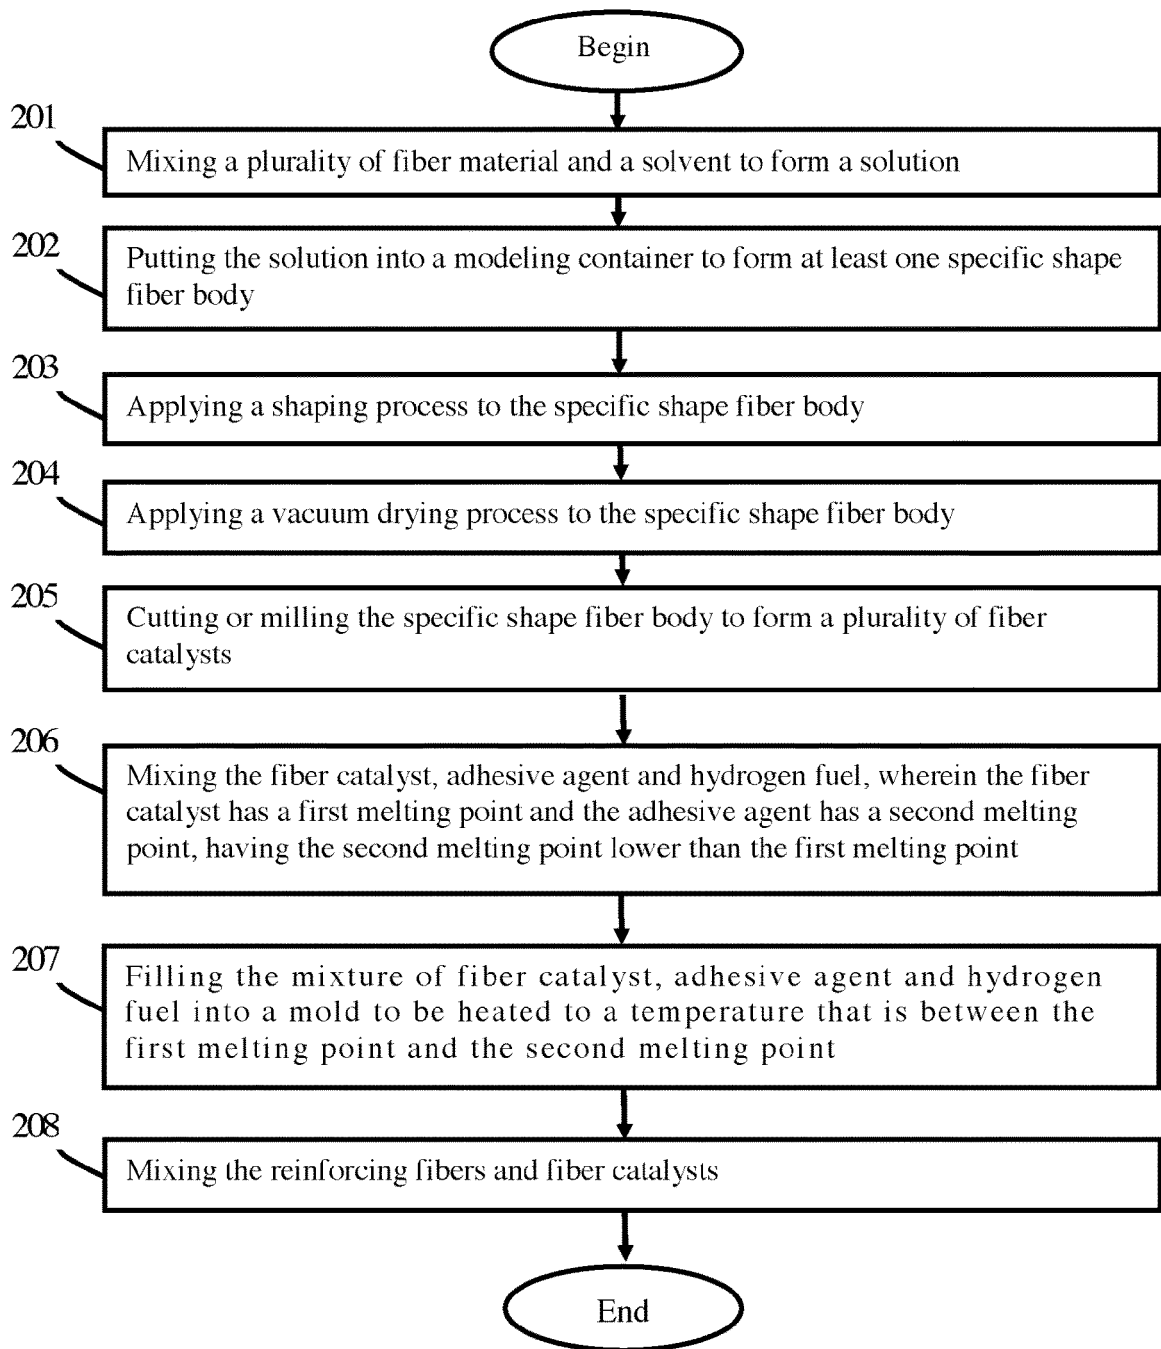 Begin
201
Mixing a plurality of fiber material and a solvent to form a solution
202
Putting the solution into a modeling container to form at least one specific shape
fiber body
203
Applying a shaping process to the specific shape fiber body
204
Applying a vacuum drying process to the specific shape fiber body
205
Cutting or milling the specific shape fiber body to form a plurality of fiber
catalysts
206
Mixing the fiber catalyst, adhesive agent and hydrogen fuel, wherein the fiber
catalyst has a first melting point and the adhesive agent has a second melting
point, having the second melting point lower than the first melting point
207
Filling the mixture of fiber catalyst, adhesive agent and hydrogen
fuel into a mold to be heated to a temperature that is between the
first melting point and the second melting point
208
Mixing the reinforcing fibers and fiber catalysts
End